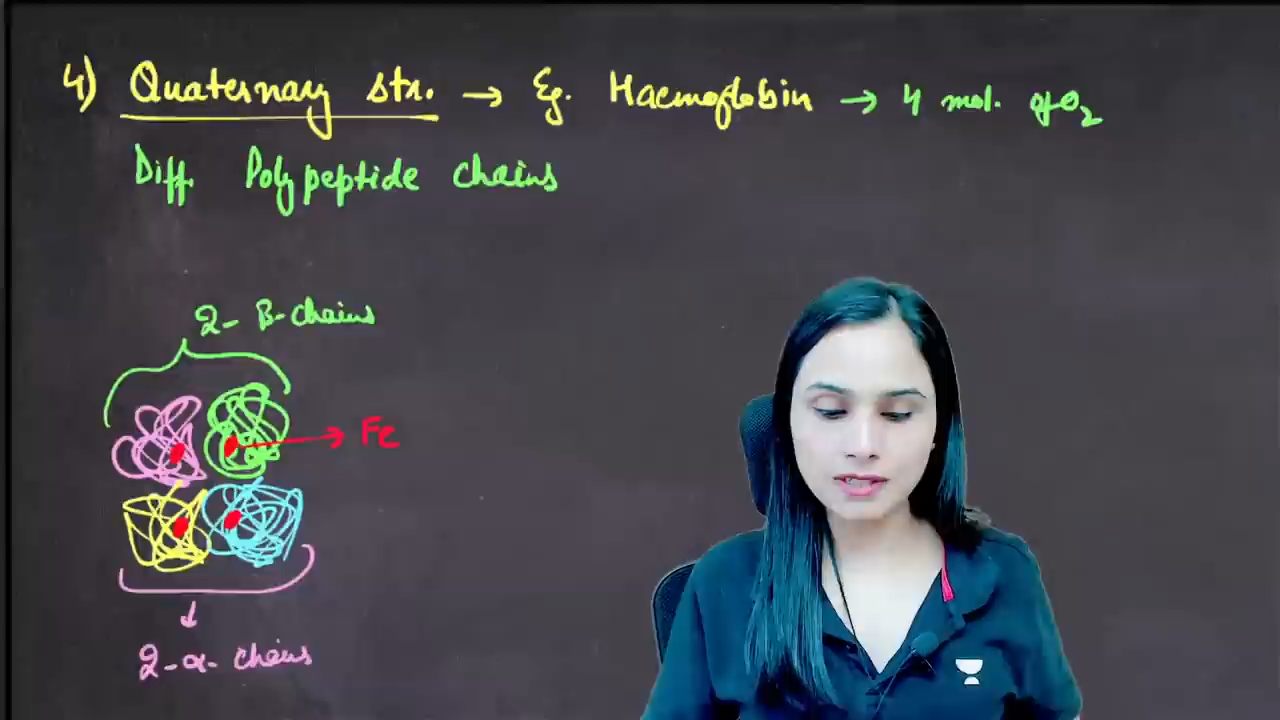 4) Quaternary str. → Eg. Haemoglobin → 4 mol. of O2
Diff. Polypeptide chains
2- β-chains
→ Fe
↓
2-α-chains